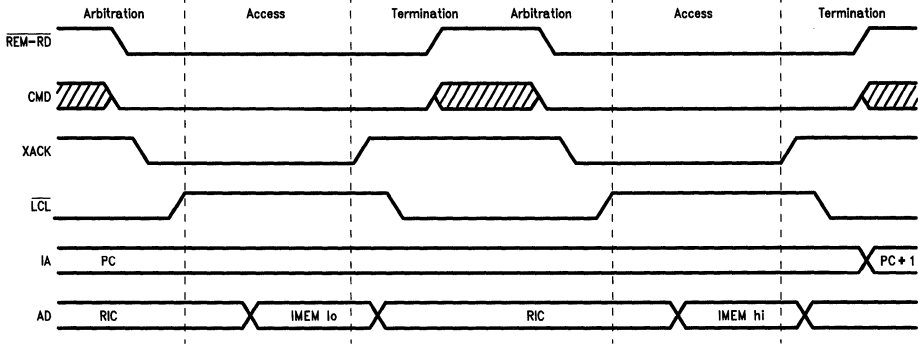 Arbitration Access Termination Arbitration Access Termination
REM-RD
CMD
XACK
LCL
IA PC PC + 1
AD RIC IMEM lo RIC IMEM hi